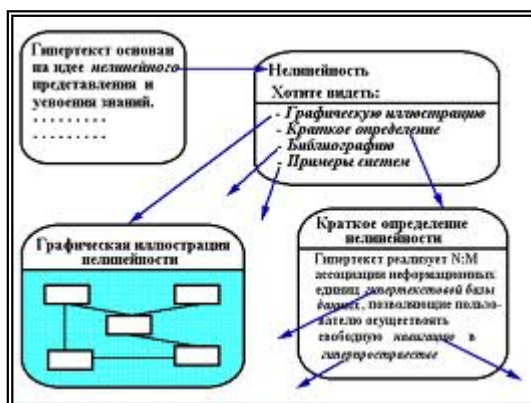 Гипертекст основан
на идее нелинейного
представления и
усвоения знаний.
. . . . . . . . .
. . . . . . . . .
Нелинейность
Хотите видеть:
- Графическую иллюстрацию
- Краткое определение
- Библиографию
- Примеры систем
Графическая иллюстрация
нелинейности
Краткое определение
нелинейности
Гипертекст реализует N:M
ассоциации информационных
единиц гипертекстовой базы
данных, позволяющие пользо-
вателю осуществлять
свободную навигацию в
гиперпространстве